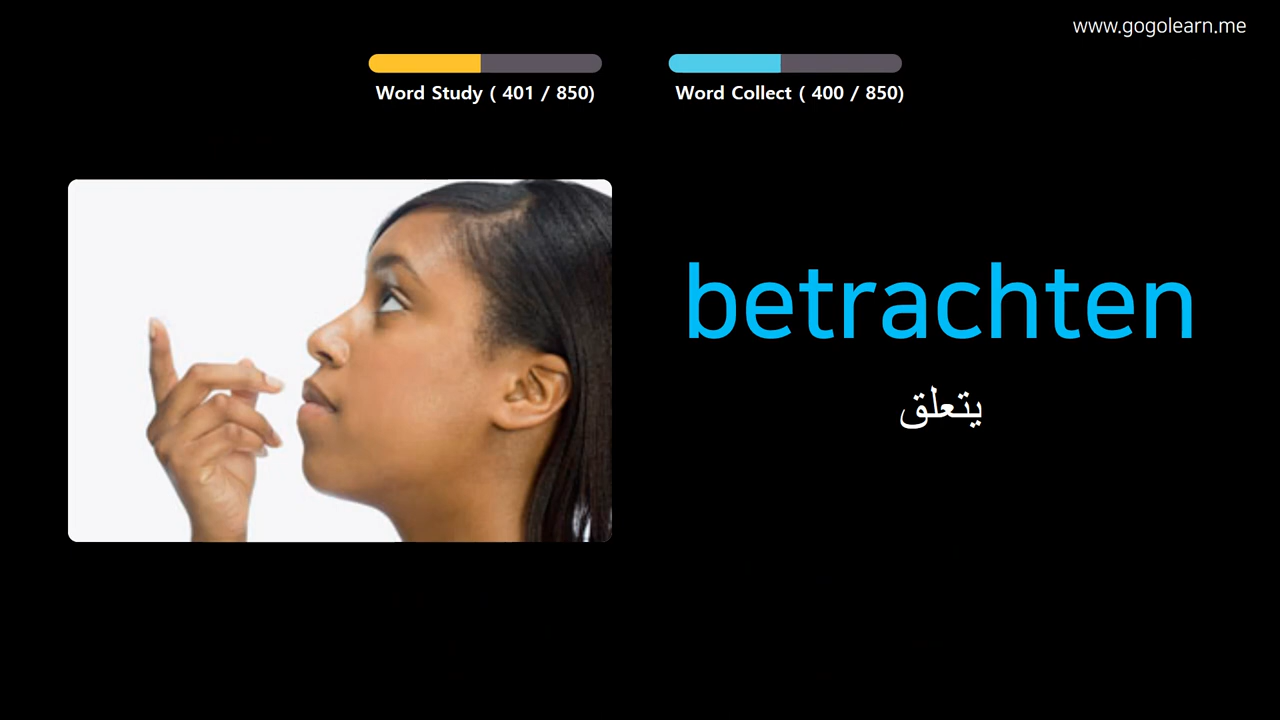 www.gogolearn.me
Word Study ( 401 / 850)
Word Collect ( 400 / 850)
betrachten
يتعلق